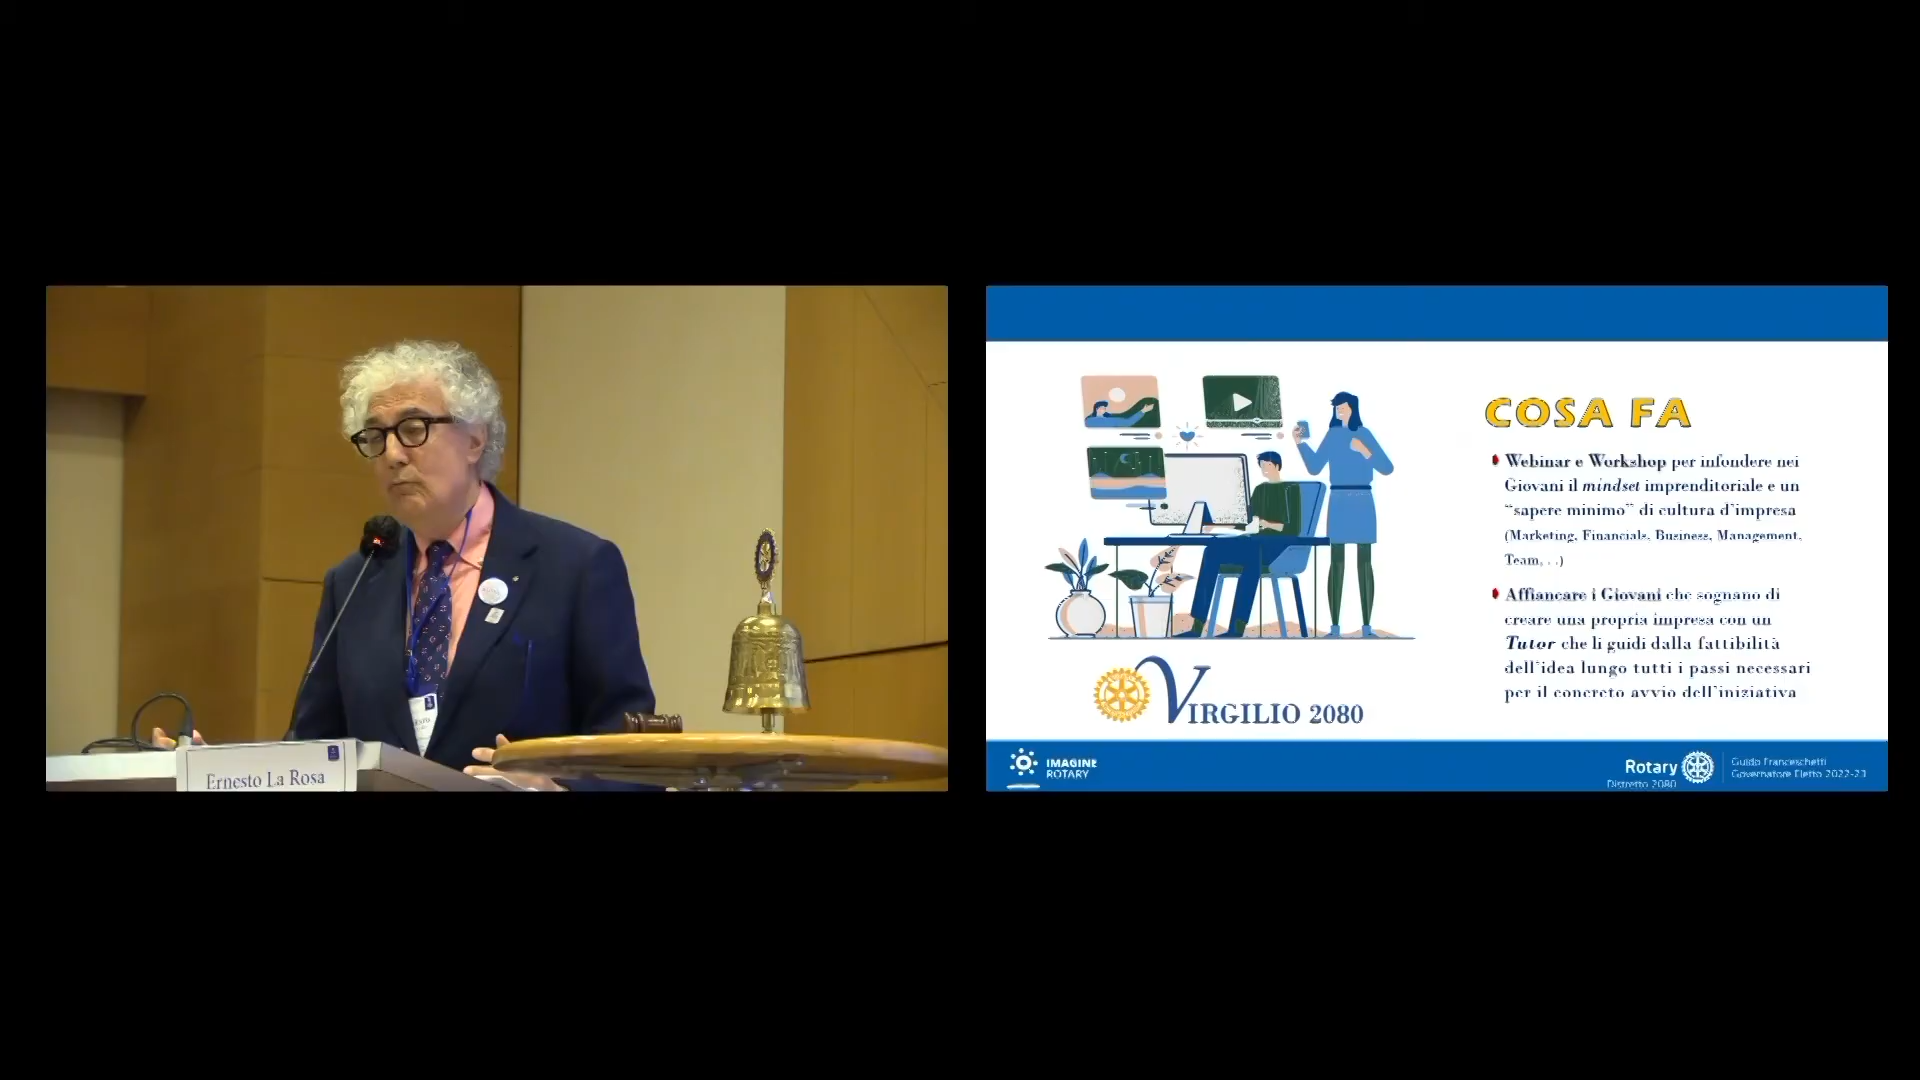 Ernesto La Rosa
COSA FA
Webinar e Workshop per infondere nei
Giovani il mindset imprenditoriale e un
“sapere minimo” di cultura d’impresa
(Marketing, Financials, Business, Management,
Team, . .)
Affiancare i Giovani che sognano di
creare una propria impresa con un
Tutor che li guidi dalla fattibilità
dell’idea lungo tutti i passi necessari
per il concreto avvio dell’iniziativa
VIRGILIO 2080
IMAGINE
ROTARY
Rotary
Distretto 2080
Guido Franceschetti
Governatore Eletto 2022-23